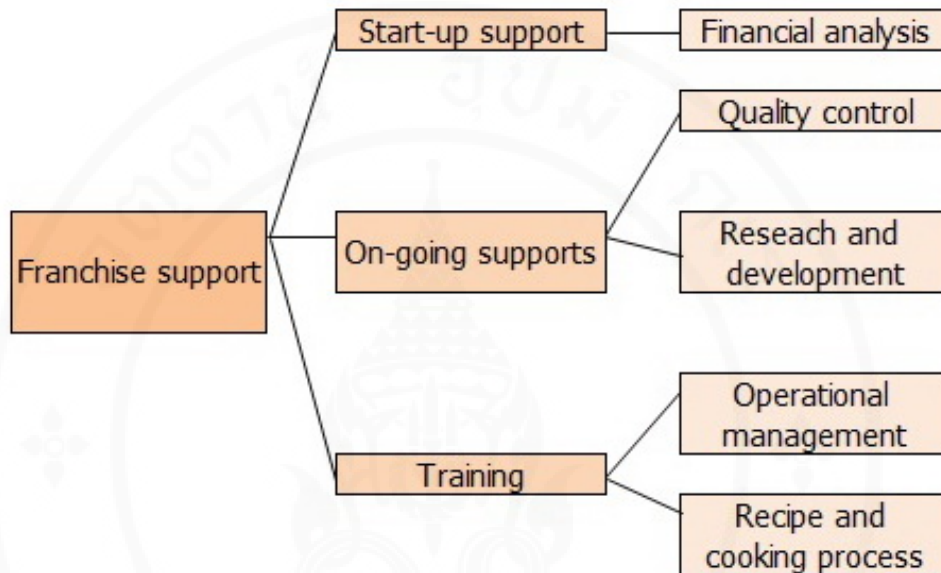 Start-up support
Financial analysis
Quality control
Franchise support
On-going supports
Reseach and
development
Operational
management
Training
Recipe and
cooking process